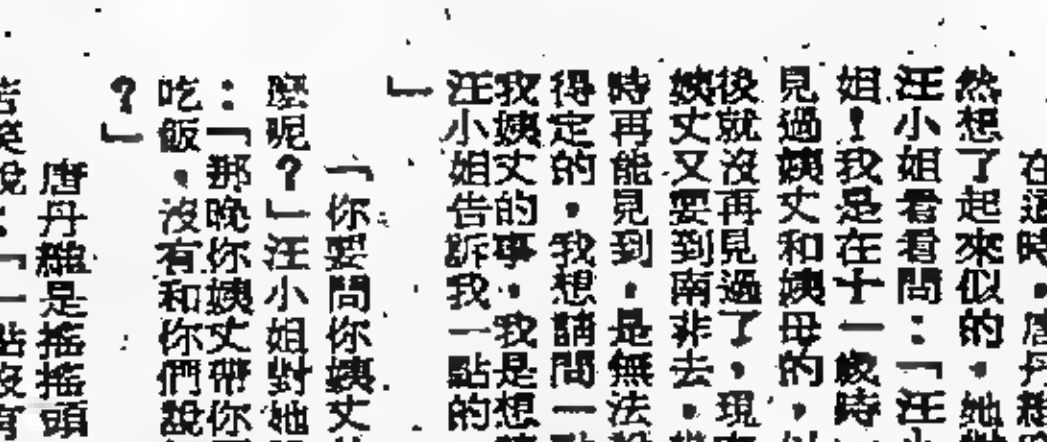 在這時，唐丹
然想了起來似的，她
汪小姐看看問：「汪小
姐！我是在十一歲時
見過姨丈和姨母的，以
後就沒再見過了，現
姨丈又要到南非去，
時再能見到，是無法
得定的，我想請問一點
我姨丈的事，我是想
汪小姐告訴我一點的
」
「你要問你姨丈
麼呢？」汪小姐對她
：「那晚你姨丈帶你
吃飯，沒有和你們說
？」
唐丹離是搖搖頭
苦笑說：「一點沒有